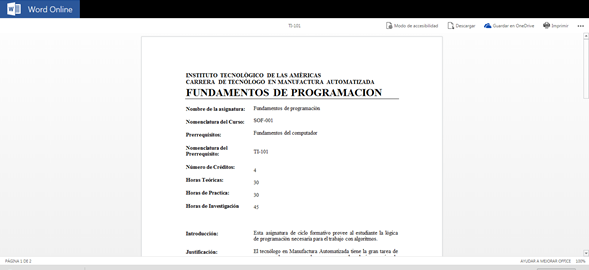 Word Online
TI-101
Modo de accesibilidad
Descargar
Guardar en OneDrive
Imprimir
INSTITUTO TECNOLÓGICO DE LAS AMÉRICAS
CARRERA DE TECNÓLOGO EN MANUFACTURA AUTOMATIZADA
FUNDAMENTOS DE PROGRAMACION
Nombre de la asignatura: Fundamentos de programación
Nomenclatura del Curso: SOF-001
Prerrequisitos: Fundamentos del computador
Nomenclatura del
Prerrequisito: TI-101
Número de Créditos: 4
Horas Teóricas: 30
Horas de Practica: 30
Horas de Investigación 45
Introducción: Esta asignatura de ciclo formativo provee al estudiante la lógica
de programación necesaria para el trabajo con algoritmos.
Justificación: El tecnólogo en Manufactura Automatizada tiene la gran tarea de
PÁGINA 1 DE 2
AYUDAR A MEJORAR OFFICE
100%